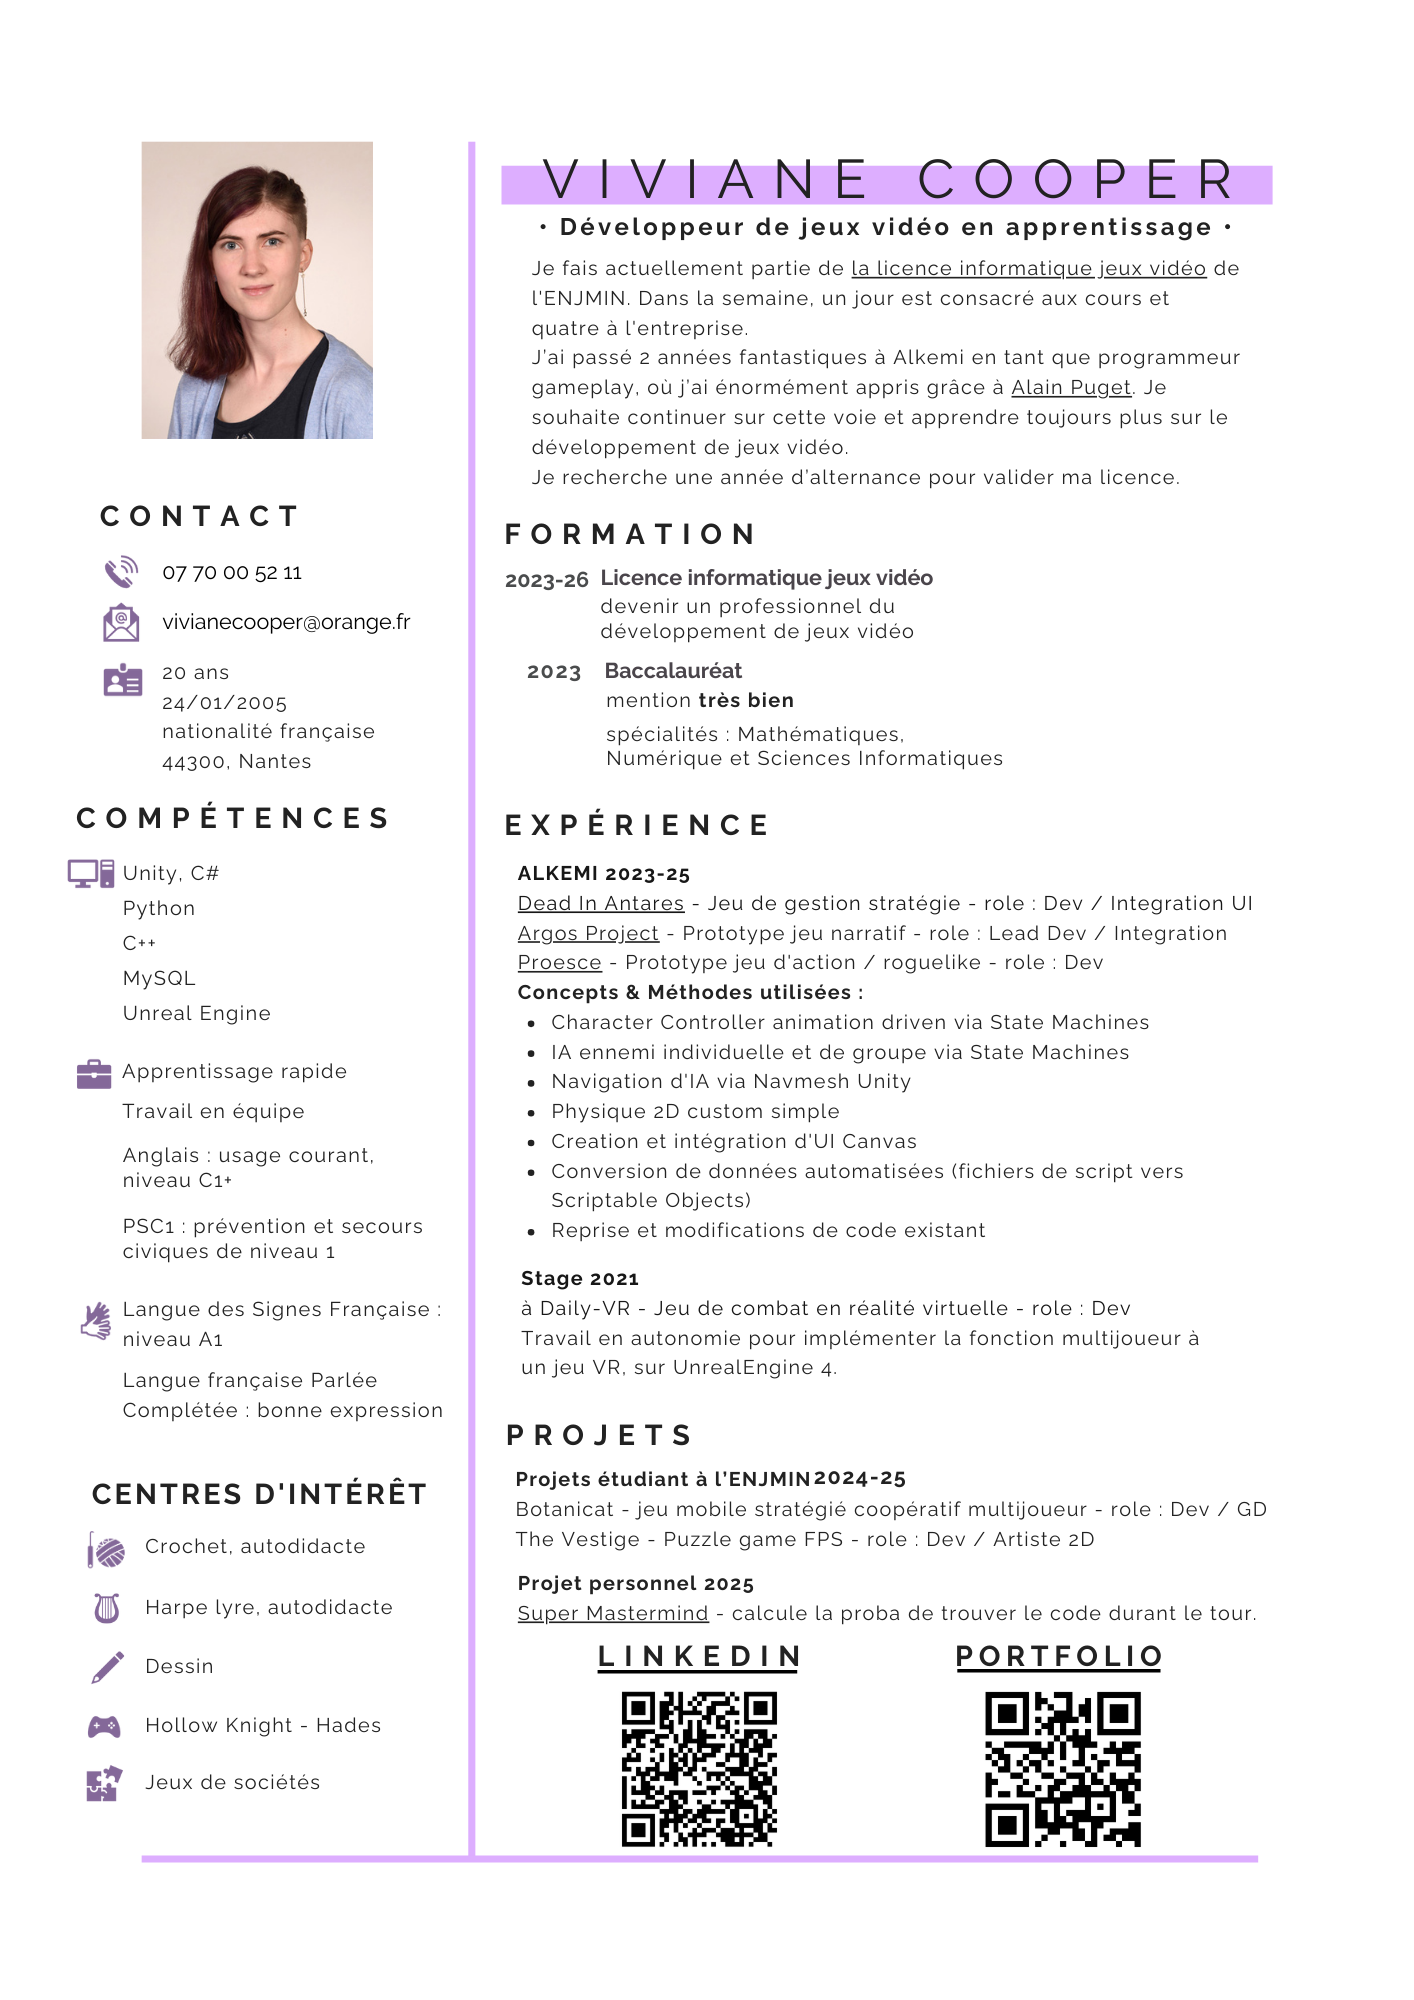 VIVIANE COOPER
• Développeur de jeux vidéo en apprentissage •
Je fais actuellement partie de la licence informatique jeux vidéo de
l'ENJMIN. Dans la semaine, un jour est consacré aux cours et
quatre à l'entreprise.
J'ai passé 2 années fantastiques à Alkemi en tant que programmeur
gameplay, où j'ai énormément appris grâce à Alain Puget. Je
souhaite continuer sur cette voie et apprendre toujours plus sur le
développement de jeux vidéo.
Je recherche une année d'alternance pour valider ma licence.
CONTACT
07 70 00 52 11
vivianecooper@orange.fr
20 ans
24/01/2005
nationalité française
44300, Nantes
COMPÉTENCES
Unity, C#
Python
C++
MySQL
Unreal Engine
Apprentissage rapide
Travail en équipe
Anglais : usage courant,
niveau C1+
PSC1 : prévention et secours
civiques de niveau 1
Langue des Signes Française :
niveau A1
Langue française Parlée
Complétée : bonne expression
CENTRES D'INTÉRÊT
Crochet, autodidacte
Harpe lyre, autodidacte
Dessin
Hollow Knight - Hades
Jeux de sociétés
FORMATION
2023-26 Licence informatique jeux vidéo
devenir un professionnel du
développement de jeux vidéo
2023 Baccalauréat
mention très bien
spécialités : Mathématiques,
Numérique et Sciences Informatiques
EXPÉRIENCE
ALKEMI 2023-25
Dead In Antares - Jeu de gestion stratégie - role : Dev / Integration UI
Argos Project - Prototype jeu narratif - role : Lead Dev / Integration
Proesce - Prototype jeu d'action / roguelike - role : Dev
Concepts & Méthodes utilisées :
• Character Controller animation driven via State Machines
• IA ennemi individuelle et de groupe via State Machines
• Navigation d'IA via Navmesh Unity
• Physique 2D custom simple
• Creation et intégration d'UI Canvas
• Conversion de données automatisées (fichiers de script vers
Scriptable Objects)
• Reprise et modifications de code existant
Stage 2021
à Daily-VR - Jeu de combat en réalité virtuelle - role : Dev
Travail en autonomie pour implémenter la fonction multijoueur à
un jeu VR, sur UnrealEngine 4.
PROJETS
Projets étudiant à l'ENJMIN 2024-25
Botanicat - jeu mobile stratégié coopératif multijoueur - role : Dev / GD
The Vestige - Puzzle game FPS - role : Dev / Artiste 2D
Projet personnel 2025
Super Mastermind - calcule la proba de trouver le code durant le tour.
LINKEDIN
PORTFOLIO